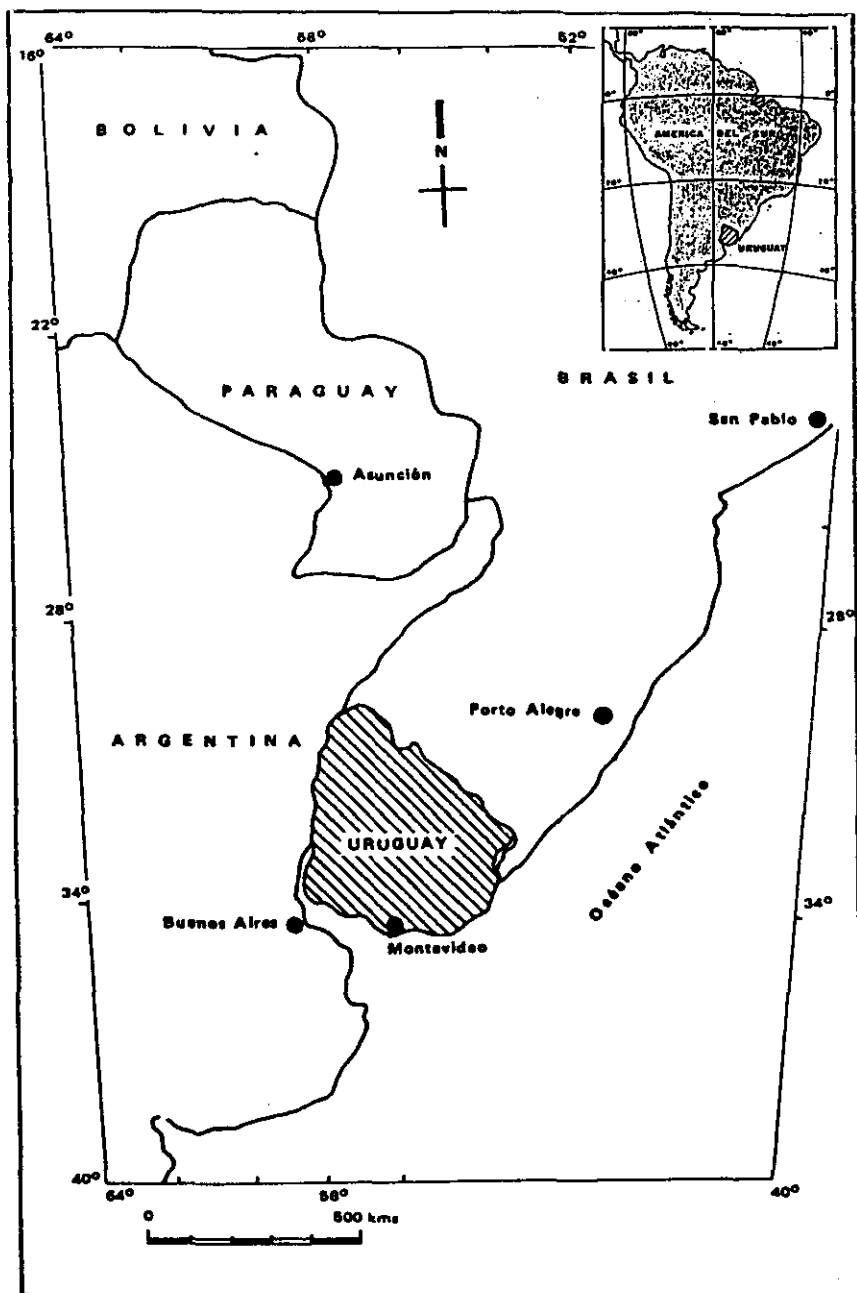 64° 58° 52°
16°
BOLIVIA
N
AMERICA DEL SUR
URUGUAY
22°
BRASIL
PARAGUAY
San Pablo
Asunción
28° 28°
Porto Alegre
ARGENTINA
URUGUAY
Océano Atlántico
34° 34°
Buenos Aires
Montevideo
40° 40°
64° 58°
0 500 kms